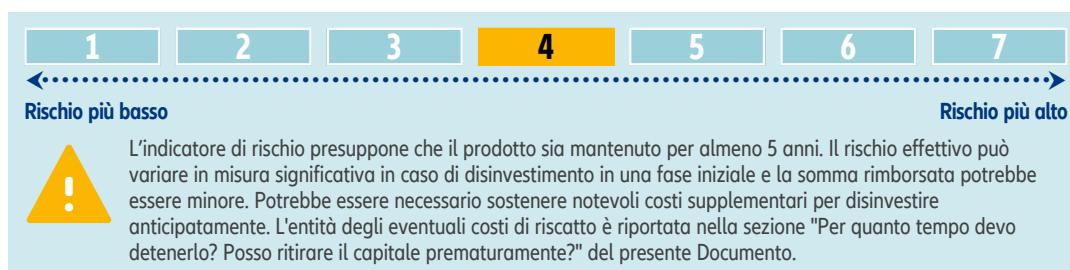 1 2 3 4 5 6 7
Rischio più basso Rischio più alto
L'indicatore di rischio presuppone che il prodotto sia mantenuto per almeno 5 anni. Il rischio effettivo può
variare in misura significativa in caso di disinvestimento in una fase iniziale e la somma rimborsata potrebbe
essere minore. Potrebbe essere necessario sostenere notevoli costi supplementari per disinvestire
anticipatamente. L'entità degli eventuali costi di riscatto è riportata nella sezione "Per quanto tempo devo
detenerlo? Posso ritirare il capitale prematuramente?" del presente Documento.